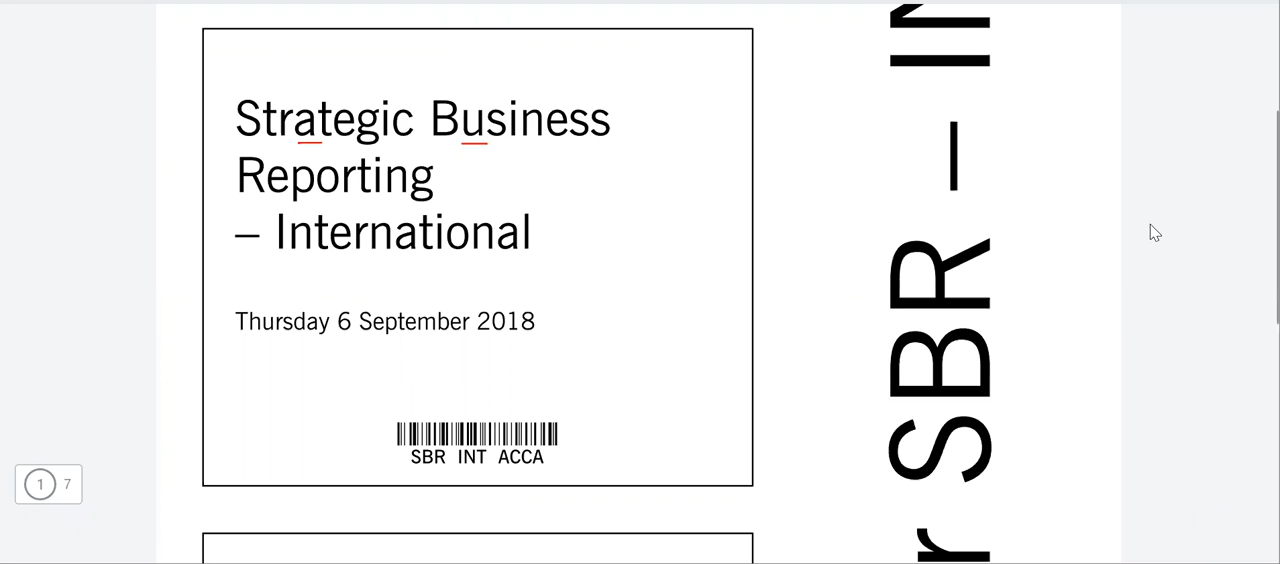 Strategic Business
Reporting
– International
Thursday 6 September 2018
SBR INT ACCA
1 7
r SBR – IN